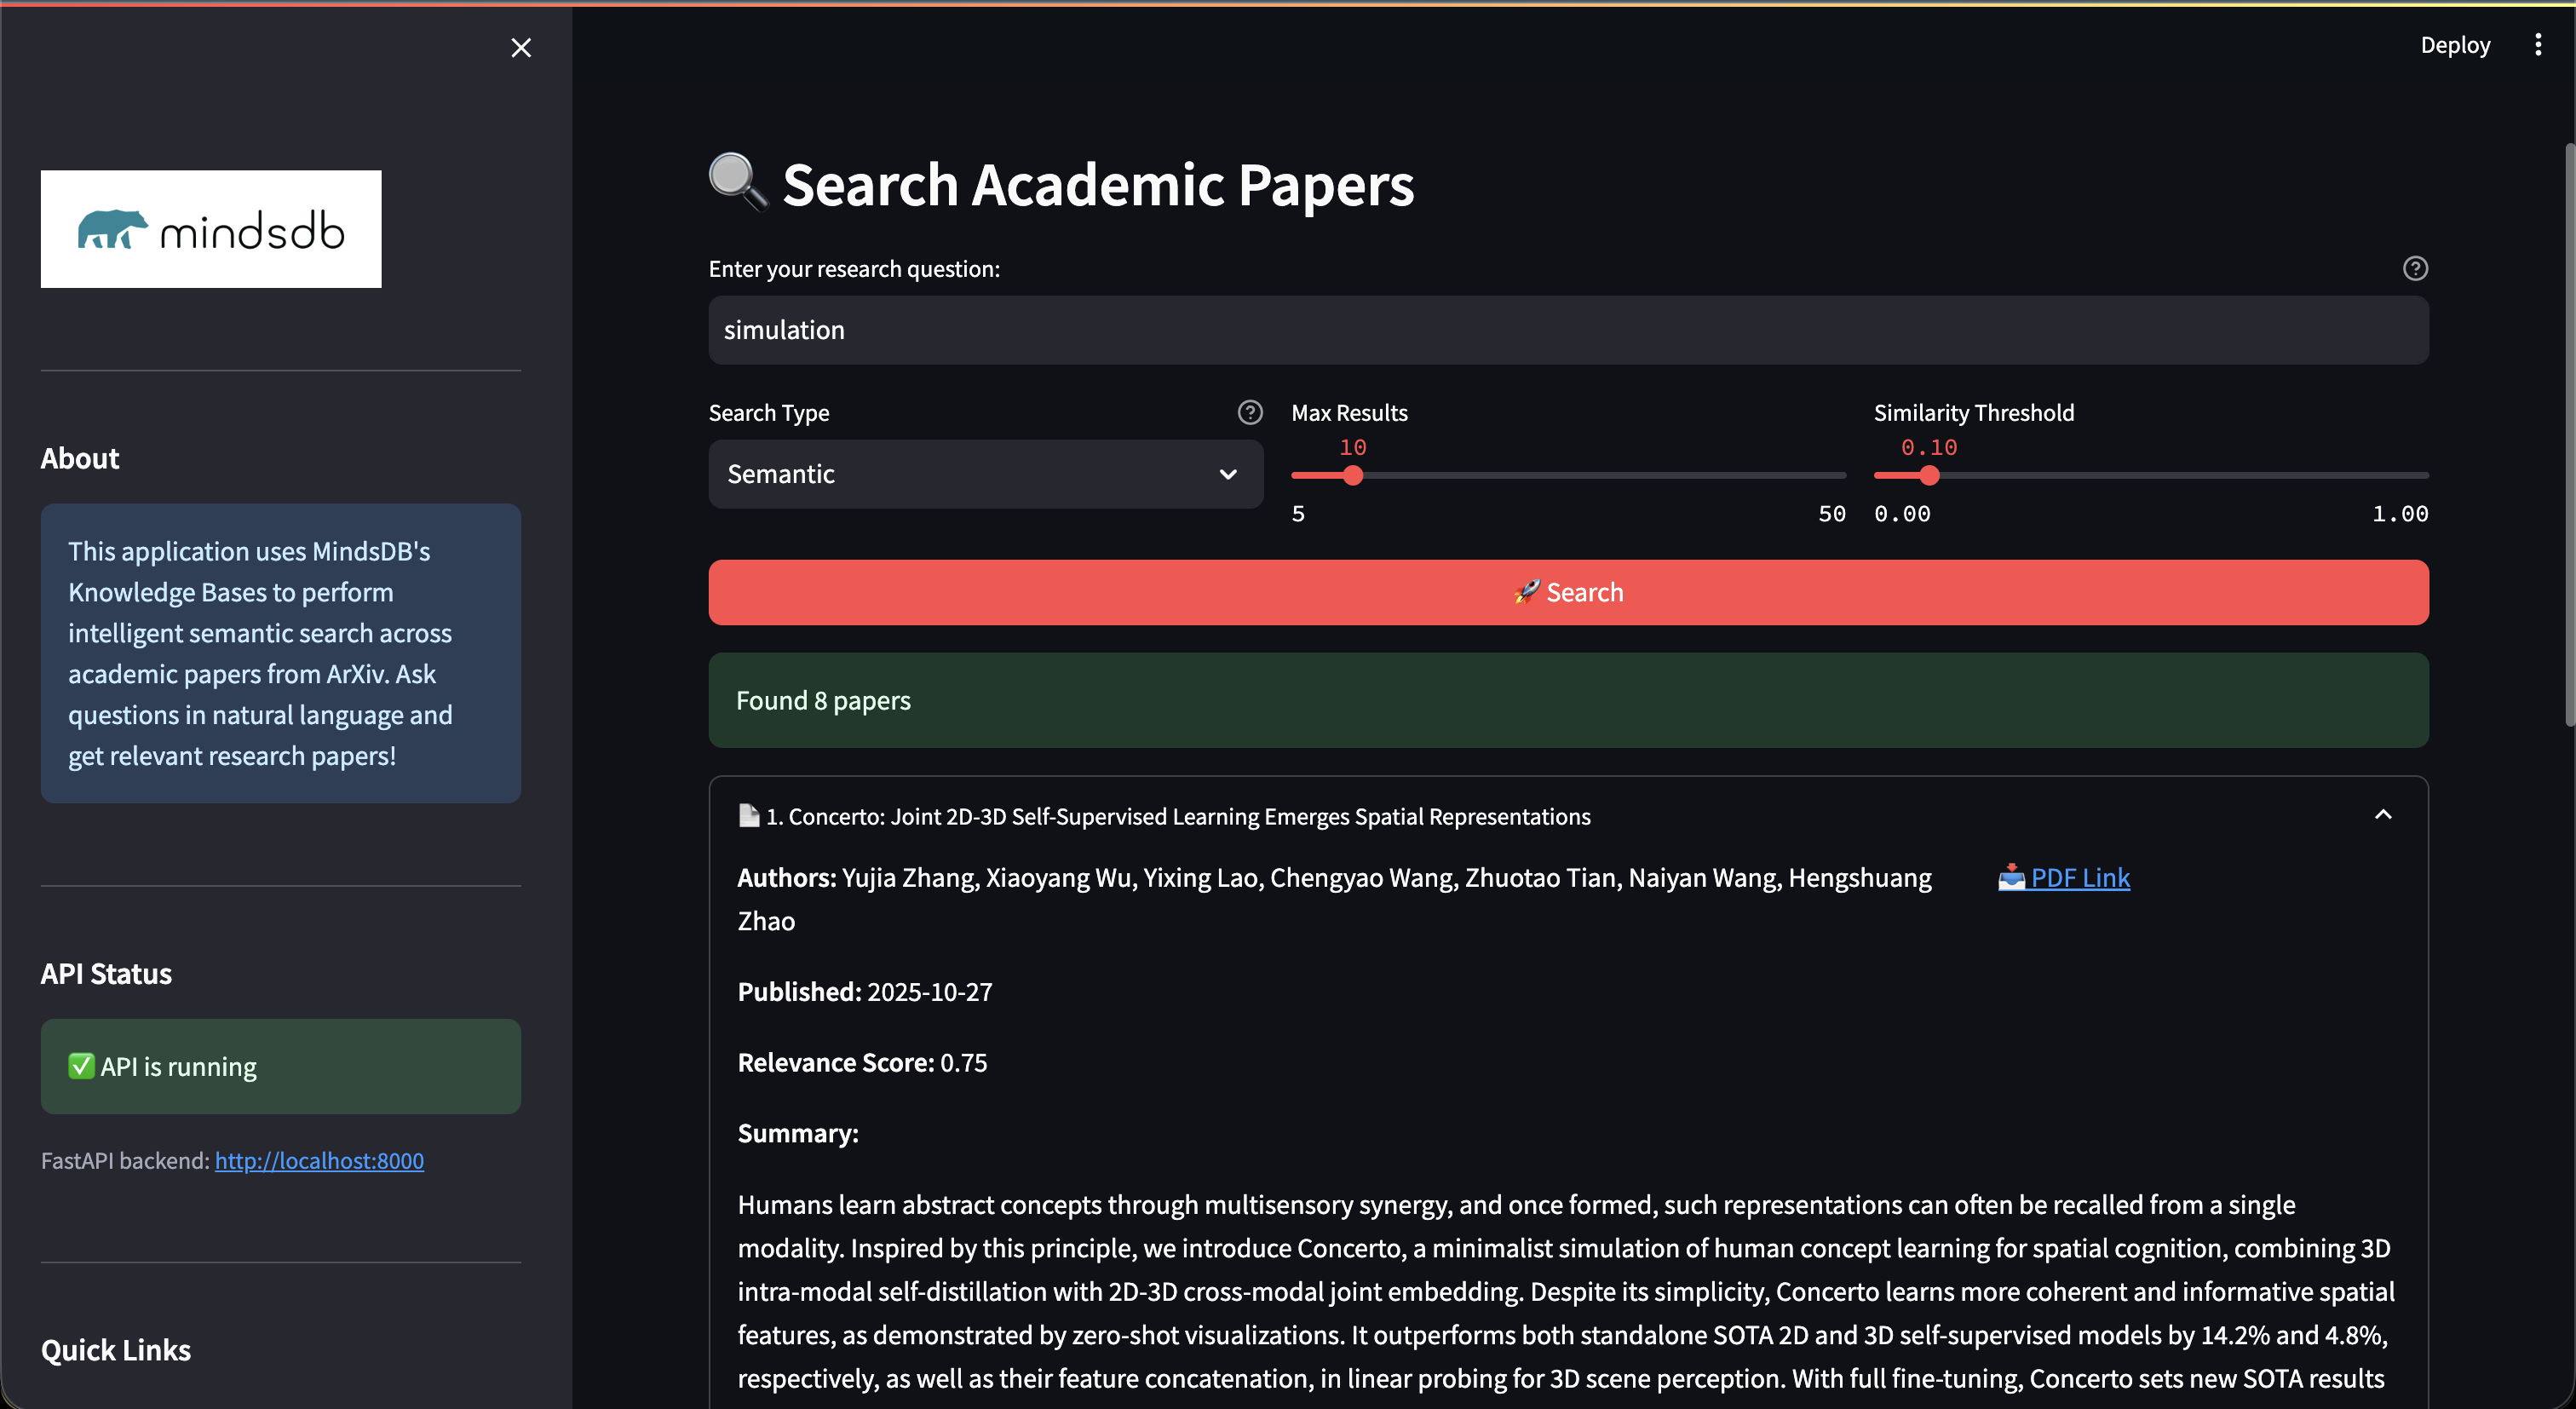 Deploy
mindsdb
About
This application uses MindsDB's
Knowledge Bases to perform
intelligent semantic search across
academic papers from ArXiv. Ask
questions in natural language and
get relevant research papers!
API Status
✅ API is running
FastAPI backend: http://localhost:8000
Quick Links
🔍 Search Academic Papers
Enter your research question:
simulation
Search Type
Semantic
Max Results
10
5 50
Similarity Threshold
0.10
0.00 1.00
🚀 Search
Found 8 papers
📄 1. Concerto: Joint 2D-3D Self-Supervised Learning Emerges Spatial Representations
Authors: Yujia Zhang, Xiaoyang Wu, Yixing Lao, Chengyao Wang, Zhuotao Tian, Naiyan Wang, Hengshuang
Zhao
📥 PDF Link
Published: 2025-10-27
Relevance Score: 0.75
Summary:
Humans learn abstract concepts through multisensory synergy, and once formed, such representations can often be recalled from a single
modality. Inspired by this principle, we introduce Concerto, a minimalist simulation of human concept learning for spatial cognition, combining 3D
intra-modal self-distillation with 2D-3D cross-modal joint embedding. Despite its simplicity, Concerto learns more coherent and informative spatial
features, as demonstrated by zero-shot visualizations. It outperforms both standalone SOTA 2D and 3D self-supervised models by 14.2% and 4.8%,
respectively, as well as their feature concatenation, in linear probing for 3D scene perception. With full fine-tuning, Concerto sets new SOTA results